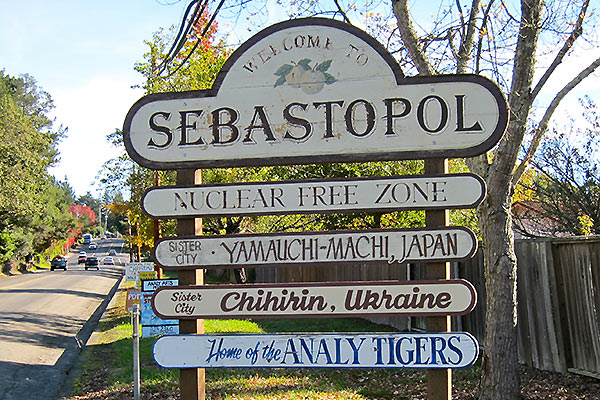 WELCOME TO
SEBASTOPOL
NUCLEAR FREE ZONE
SISTER CITY · YAMAUCHI-MACHI, JAPAN
Sister City Chihirin, Ukraine
Home of the ANALY TIGERS